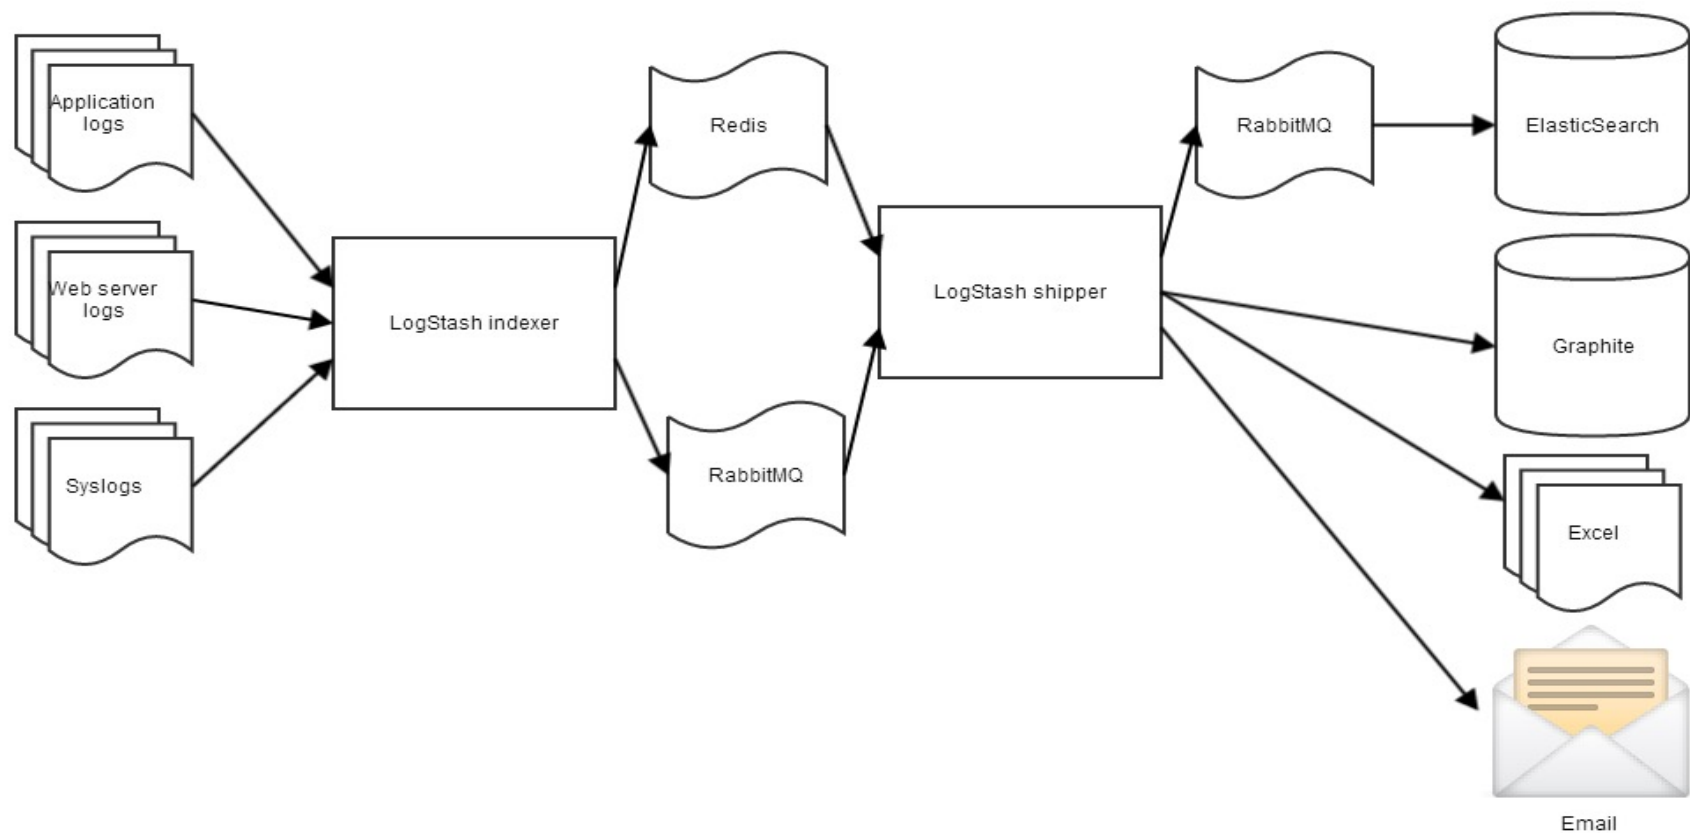 Application
logs
Web server
logs
Syslogs
LogStash indexer
Redis
RabbitMQ
LogStash shipper
RabbitMQ
ElasticSearch
Graphite
Excel
Email